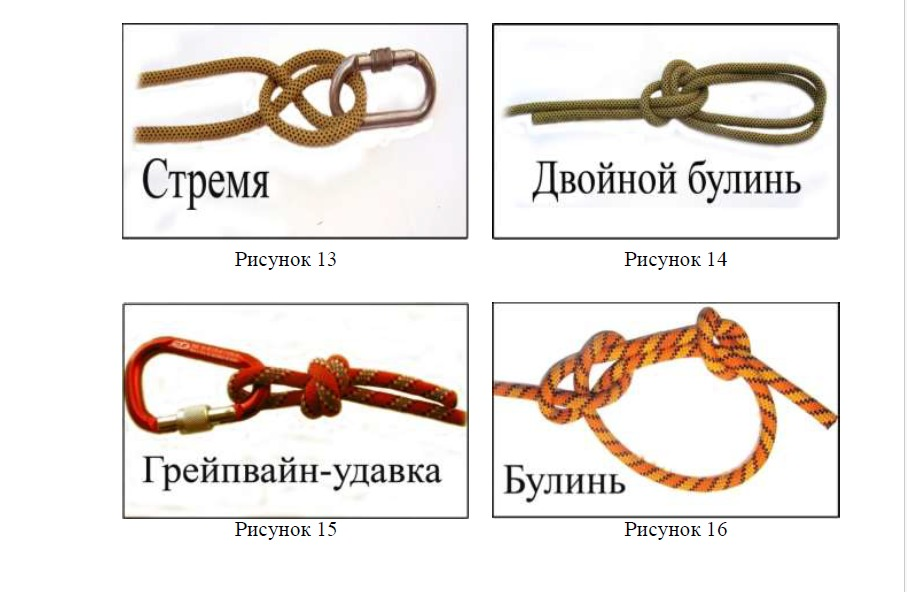 Стремя
Двойной булинь
Рисунок 13
Рисунок 14
Грейпвайн-удавка
Булинь
Рисунок 15
Рисунок 16